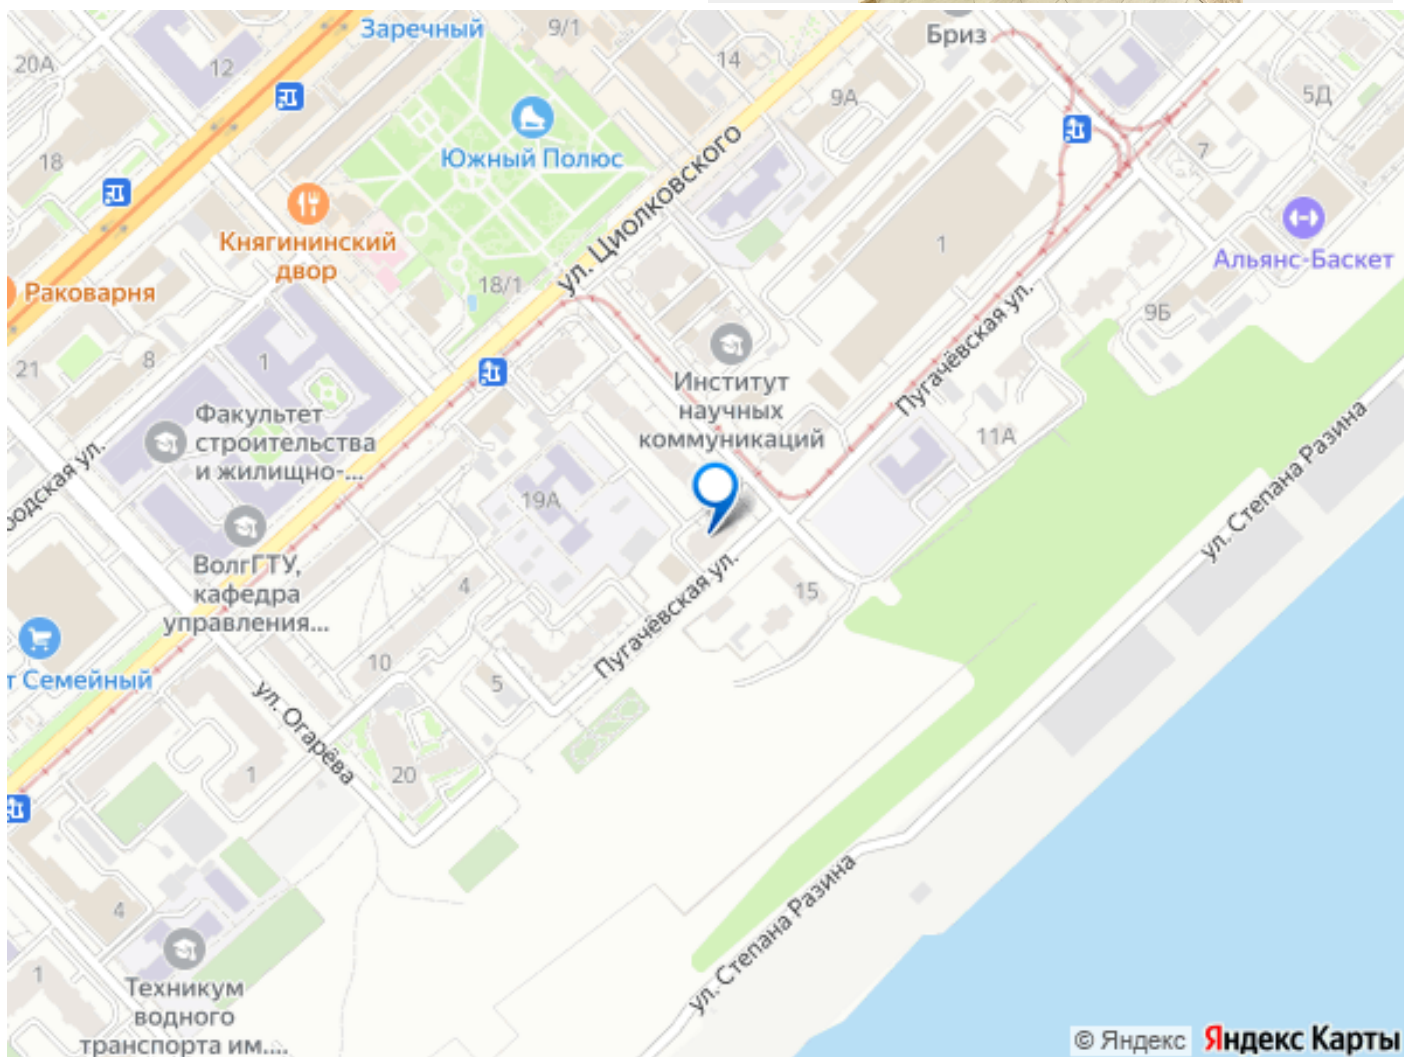 Заречный
9/1
Бриз
20А
12
14
9А
5Д
18
Южный Полюс
7
Княгининский
двор
ул. Циолковского
1
Альянс-Баскет
Раковарня
18/1
9Б
21
8
1
Институт
научных
коммуникаций
Пугачёвская ул.
Факультет
строительства
и жилищно-...
11А
19А
ул. Степана Разина
ВолгГТУ,
кафедра
управления...
4
15
Пугачёвская ул.
т Семейный
10
5
ул. Огарёва
1
20
4
ул. Степана Разина
1
Техникум
водного
транспорта им....
© Яндекс Яндекс Карты